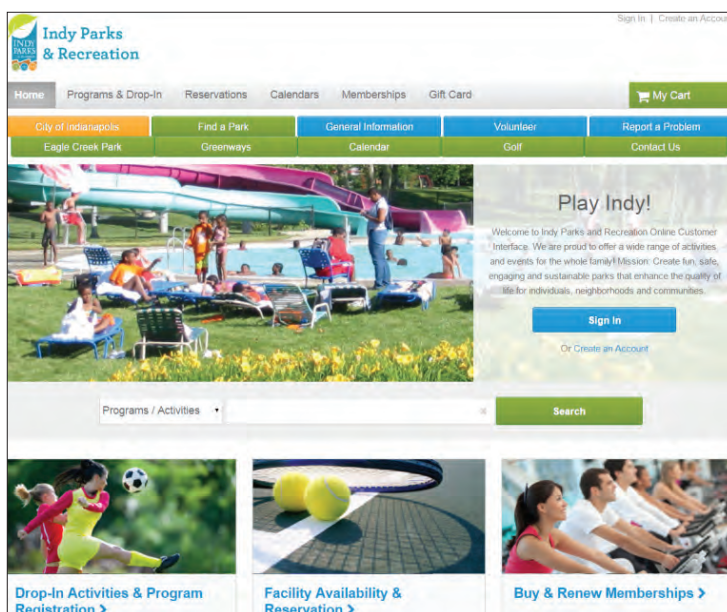 Sign In | Create an Accou
INDY
PARKS
Indy Parks
& Recreation
Home Programs & Drop-In Reservations Calendars Memberships Gift Card My Cart
City of Indianapolis Find a Park General Information Volunteer Report a Problem
Eagle Creek Park Greenways Calendar Golf Contact Us
Play Indy!
Welcome to Indy Parks and Recreation Online Customer
Interface. We are proud to offer a wide range of activities
and events for the whole family! Mission: Create fun, safe,
engaging and sustainable parks that enhance the quality of
life for individuals, neighborhoods and communities.
Sign In
Or Create an Account
Programs / Activities Search
Drop-In Activities & Program
Registration >
Facility Availability &
Reservation >
Buy & Renew Memberships >